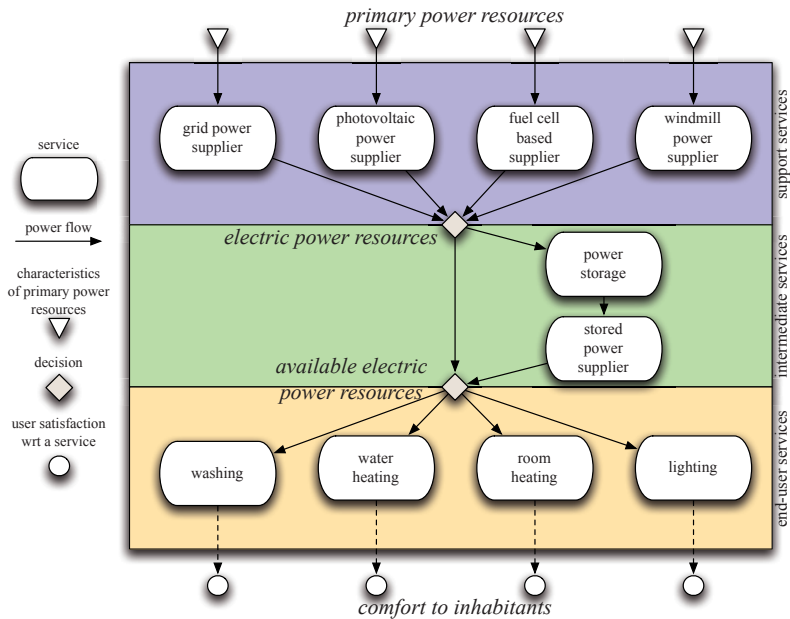 primary power resources
grid power
supplier
photovoltaic
power
supplier
fuel cell
based
supplier
windmill
power
supplier
support services
service
power flow
characteristics
of primary power
resources
decision
user satisfaction
wrt a service
electric power resources
power
storage
stored
power
supplier
intermediate services
available electric
power resources
washing
water
heating
room
heating
lighting
end-user services
comfort to inhabitants